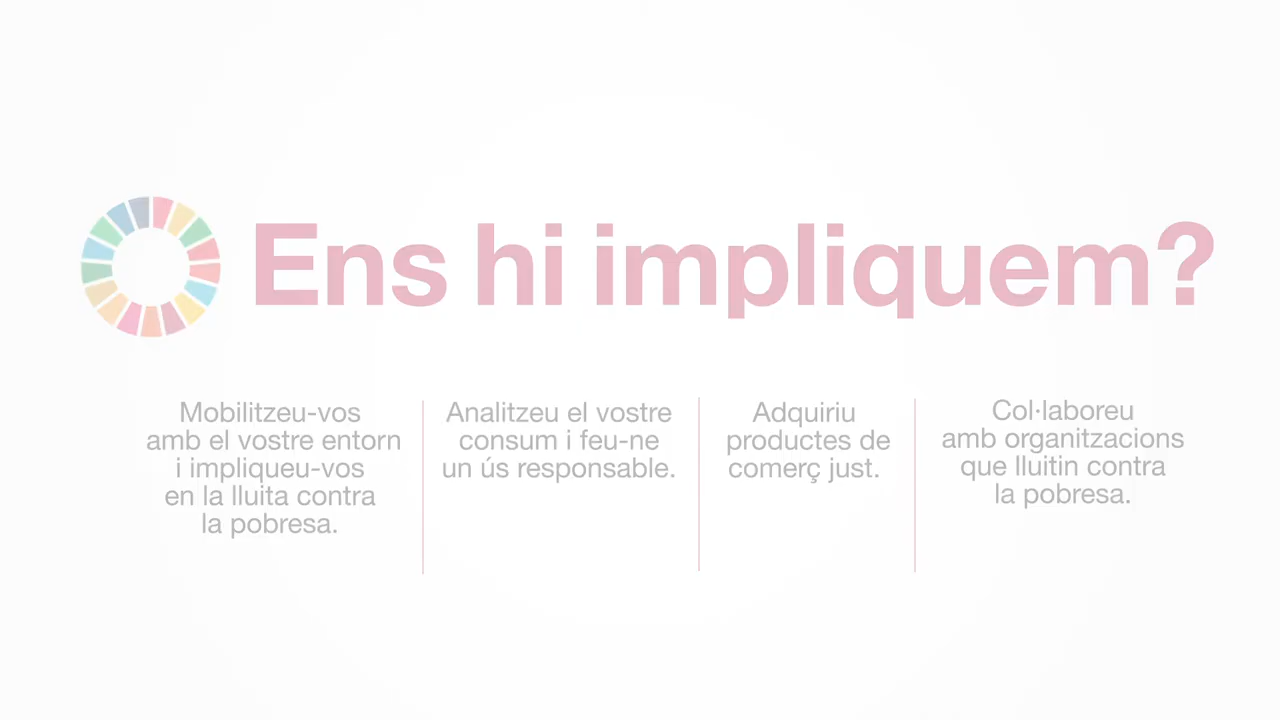 Ens hi impliquem?
Mobilitzeu-vos
amb el vostre entorn
i impliqueu-vos
en la lluita contra
la pobresa.
Analitzeu el vostre
consum i feu-ne
un ús responsable.
Adquiriu
productes de
comerç just.
Col·laboreu
amb organitzacions
que lluitin contra
la pobresa.